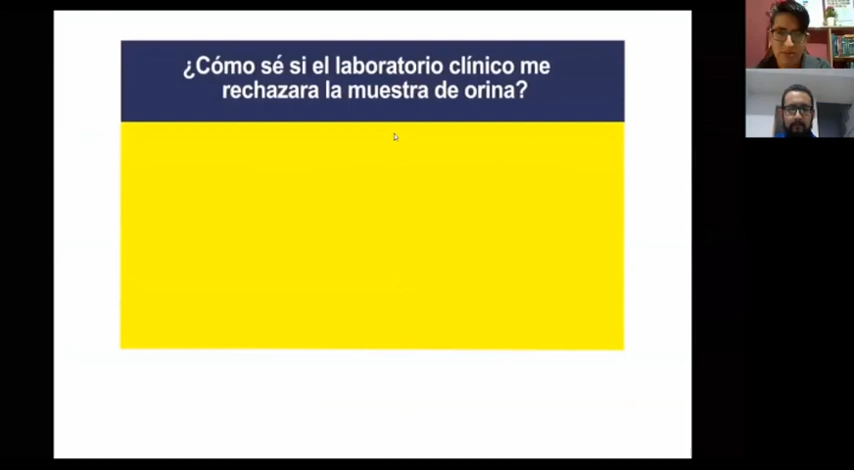 ¿Cómo sé si el laboratorio clínico me
rechazara la muestra de orina?